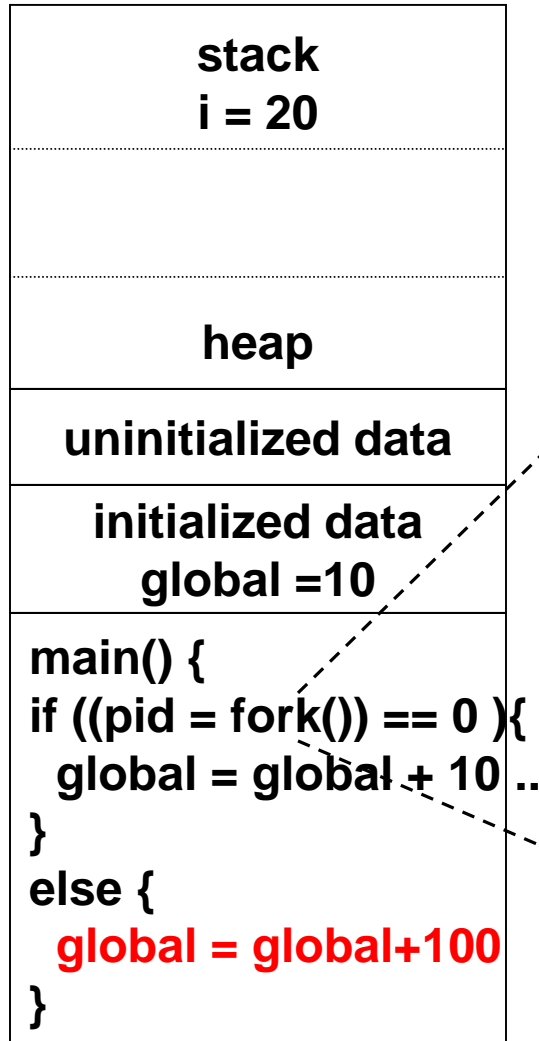 stack
i = 20
heap
uninitialized data
initialized data
global =10
main() {
if ((pid = fork()) == 0 ){
global = global + 10 ..
}
else {
global = global+100
}